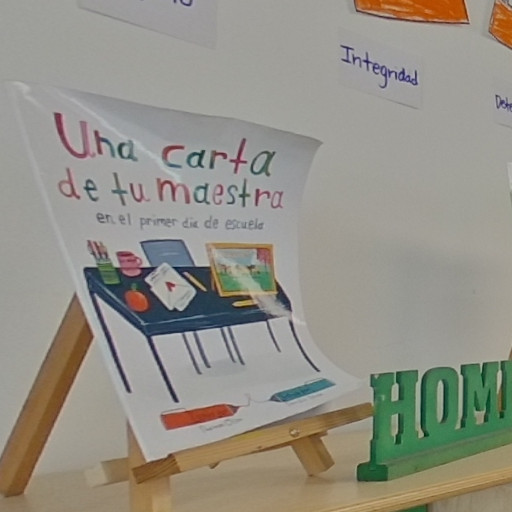 Integridad
Una carta
de tu maestra
en el primer día de escuela
HOM